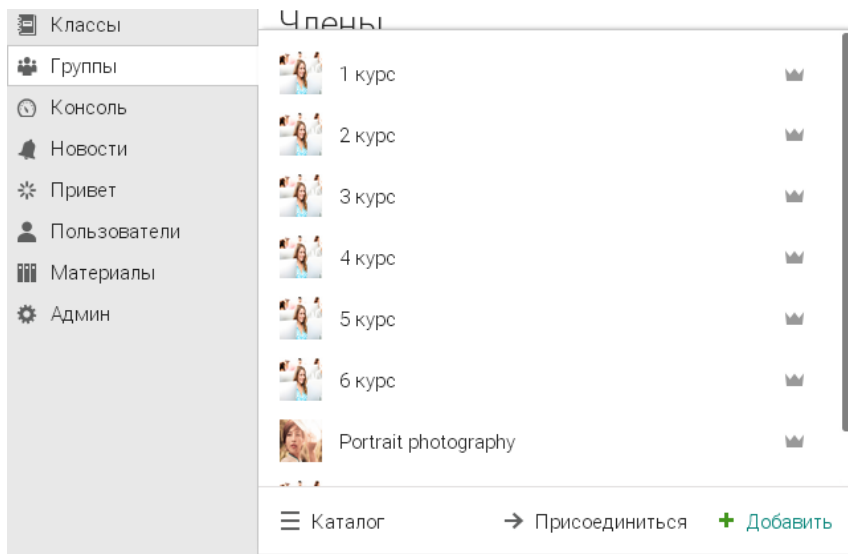 Классы
Группы
Консоль
Новости
Привет
Пользователи
Материалы
Админ
Члены
1 курс
2 курс
3 курс
4 курс
5 курс
6 курс
Portrait photography
Каталог
Присоединиться
Добавить